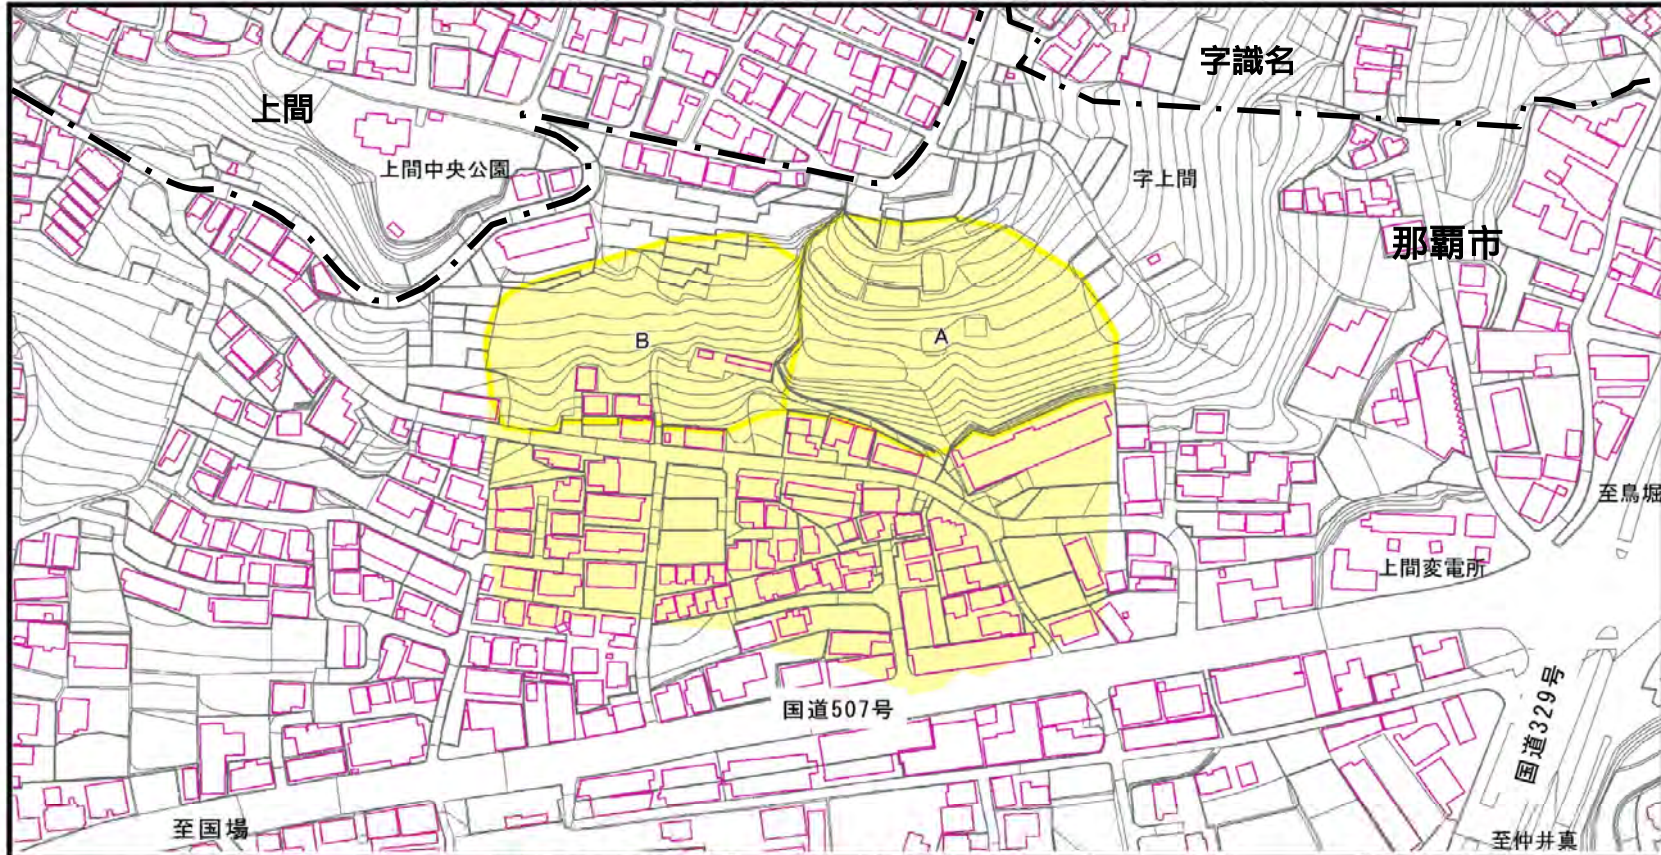 字識名
上間
上間中央公園
字上間
那覇市
B
A
至鳥堀
上間変電所
国道507号
国道329号
至国場
至仲井真